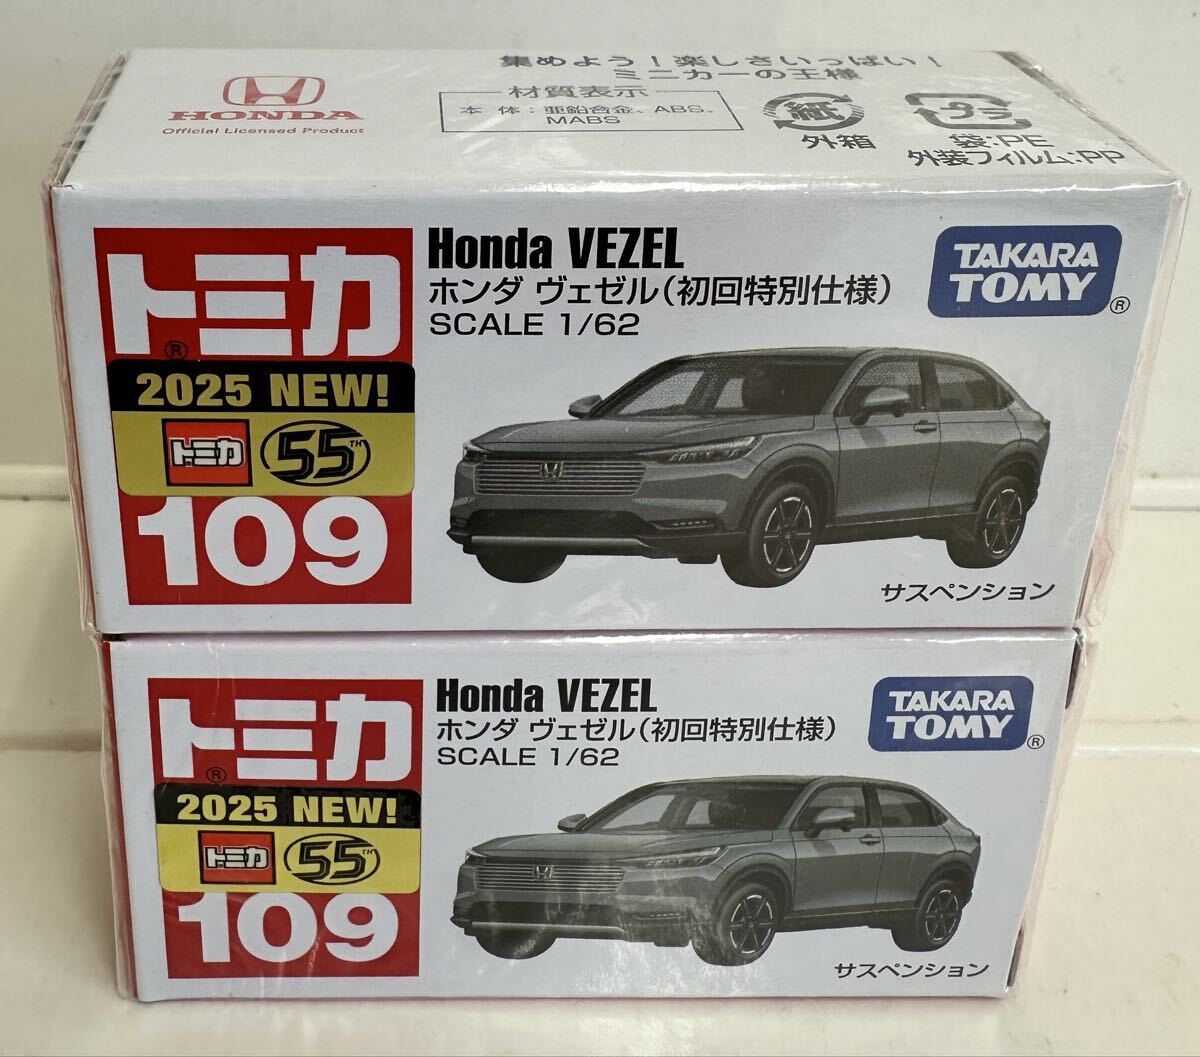 集めよう！楽しさいっぱい！
ミニカーの王様
HONDA
Official Licensed Product
材質表示
本 体：亜鉛合金、ABS、
MABS
紙
外箱
プラ
袋:PE
外装フィルム:PP
トミカ
®
2025 NEW!
トミカ 55TH
109
Honda VEZEL
ホンダ ヴェゼル（初回特別仕様）
SCALE 1/62
TAKARA
TOMY®
サスペンション
トミカ
®
2025 NEW!
トミカ 55TH
109
Honda VEZEL
ホンダ ヴェゼル（初回特別仕様）
SCALE 1/62
TAKARA
TOMY®
サスペンション